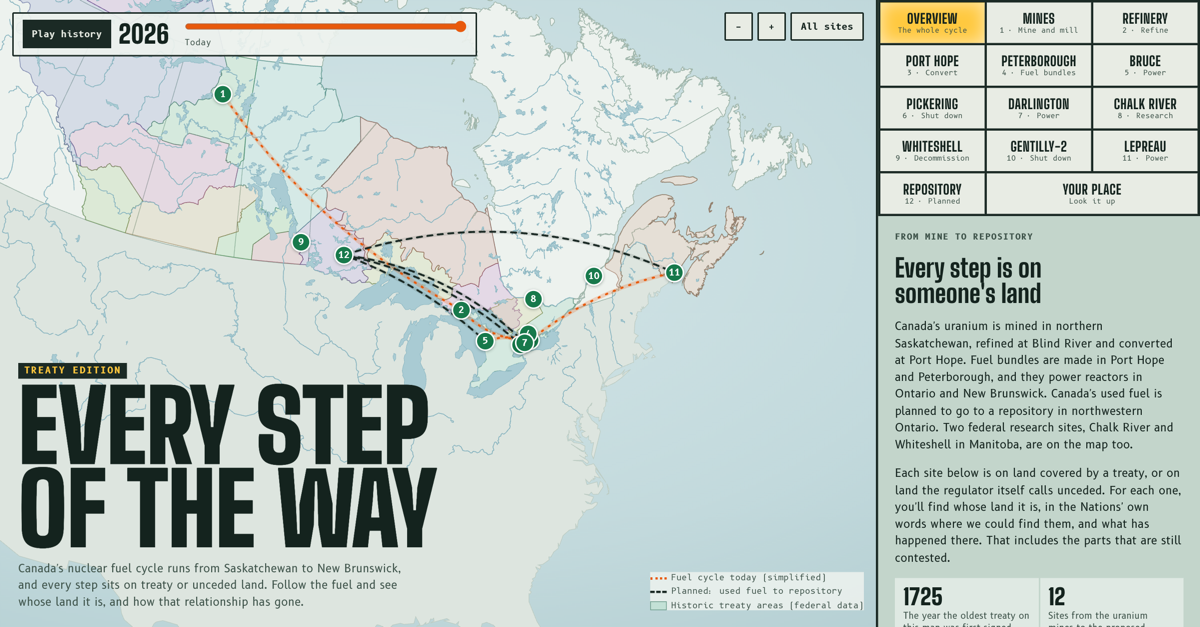 Play history
2026
Today
-
+
All sites
1
9
12
2
5
8
7
10
11
TREATY EDITION
EVERY STEP
OF THE WAY
Canada's nuclear fuel cycle runs from Saskatchewan to New Brunswick,
and every step sits on treaty or unceded land. Follow the fuel and see
whose land it is, and how that relationship has gone.
Fuel cycle today (simplified)
Planned: used fuel to repository
Historic treaty areas (federal data)
OVERVIEW
The whole cycle
MINES
1 · Mine and mill
REFINERY
2 · Refine
PORT HOPE
3 · Convert
PETERBOROUGH
4 · Fuel bundles
BRUCE
5 · Power
PICKERING
6 · Shut down
DARLINGTON
7 · Power
CHALK RIVER
8 · Research
WHITESHELL
9 · Decommission
GENTILLY-2
10 · Shut down
LEPREAU
11 · Power
REPOSITORY
12 · Planned
YOUR PLACE
Look it up
FROM MINE TO REPOSITORY
Every step is on
someone's land
Canada's uranium is mined in northern
Saskatchewan, refined at Blind River and converted
at Port Hope. Fuel bundles are made in Port Hope
and Peterborough, and they power reactors in
Ontario and New Brunswick. Canada's used fuel is
planned to go to a repository in northwestern
Ontario. Two federal research sites, Chalk River and
Whiteshell in Manitoba, are on the map too.
Each site below is on land covered by a treaty, or on
land the regulator itself calls unceded. For each one,
you'll find whose land it is, in the Nations' own
words where we could find them, and what has
happened there. That includes the parts that are still
contested.
1725
The year the oldest treaty on
12
Sites from the uranium